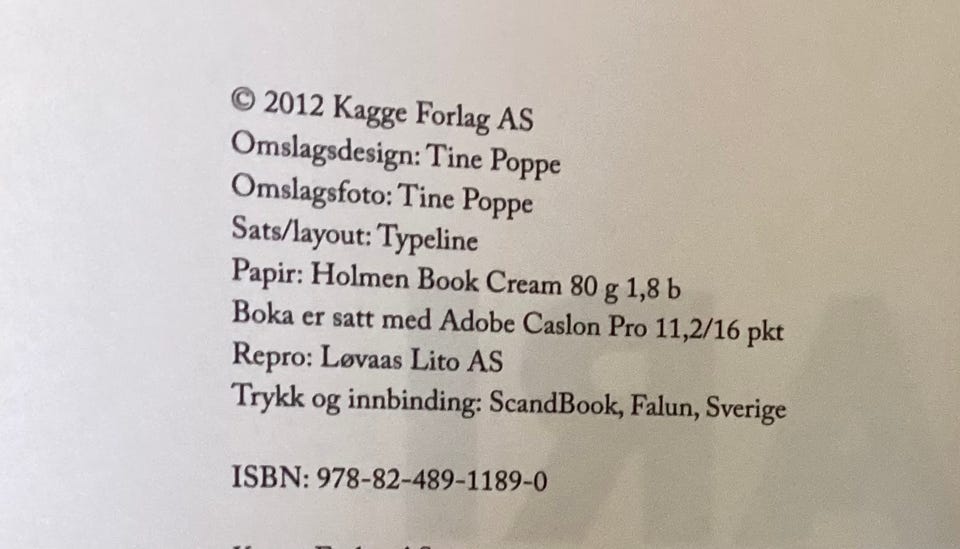 © 2012 Kagge Forlag AS
Omslagsdesign: Tine Poppe
Omslagsfoto: Tine Poppe
Sats/layout: Typeline
Papir: Holmen Book Cream 80 g 1,8 b
Boka er satt med Adobe Caslon Pro 11,2/16 pkt
Repro: Løvaas Lito AS
Trykk og innbinding: ScandBook, Falun, Sverige
ISBN: 978-82-489-1189-0